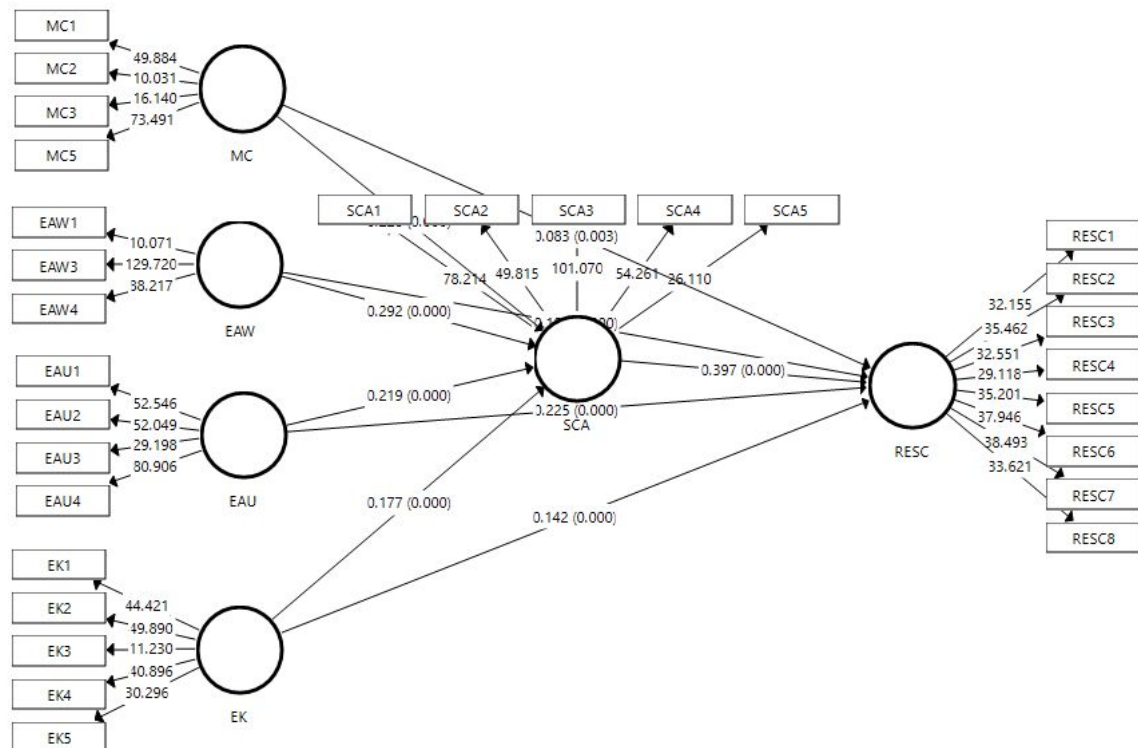 MC1
MC2
MC3
MC5
49.884
10.031
16.140
73.491
MC
EAW1
EAW3
EAW4
10.071
129.720
38.217
EAW
EAU1
EAU2
EAU3
EAU4
52.546
52.049
29.198
80.906
EAU
EK1
EK2
EK3
EK4
EK5
44.421
49.890
11.230
40.896
30.296
EK
SCA1
SCA2
SCA3
SCA4
SCA5
78.214
49.815
101.070
54.261
26.110
0.083 (0.003)
0.292 (0.000)
0.219 (0.000)
0.397 (0.000)
0.225 (0.000)
SCA
0.177 (0.000)
0.142 (0.000)
RESC1
RESC2
RESC3
RESC4
RESC5
RESC6
RESC7
RESC8
32.155
35.462
32.551
29.118
35.201
37.946
38.493
33.621
RESC